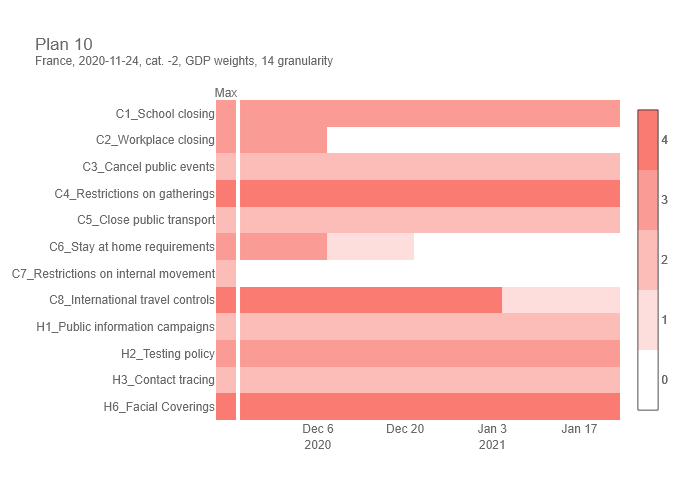 Plan 10
France, 2020-11-24, cat. -2, GDP weights, 14 granularity
Max
C1_School closing
C2_Workplace closing
C3_Cancel public events
C4_Restrictions on gatherings
C5_Close public transport
C6_Stay at home requirements
C7_Restrictions on internal movement
C8_International travel controls
H1_Public information campaigns
H2_Testing policy
H3_Contact tracing
H6_Facial Coverings
Dec 6 Dec 20 Jan 3 Jan 17
2020 2021
4
3
2
1
0